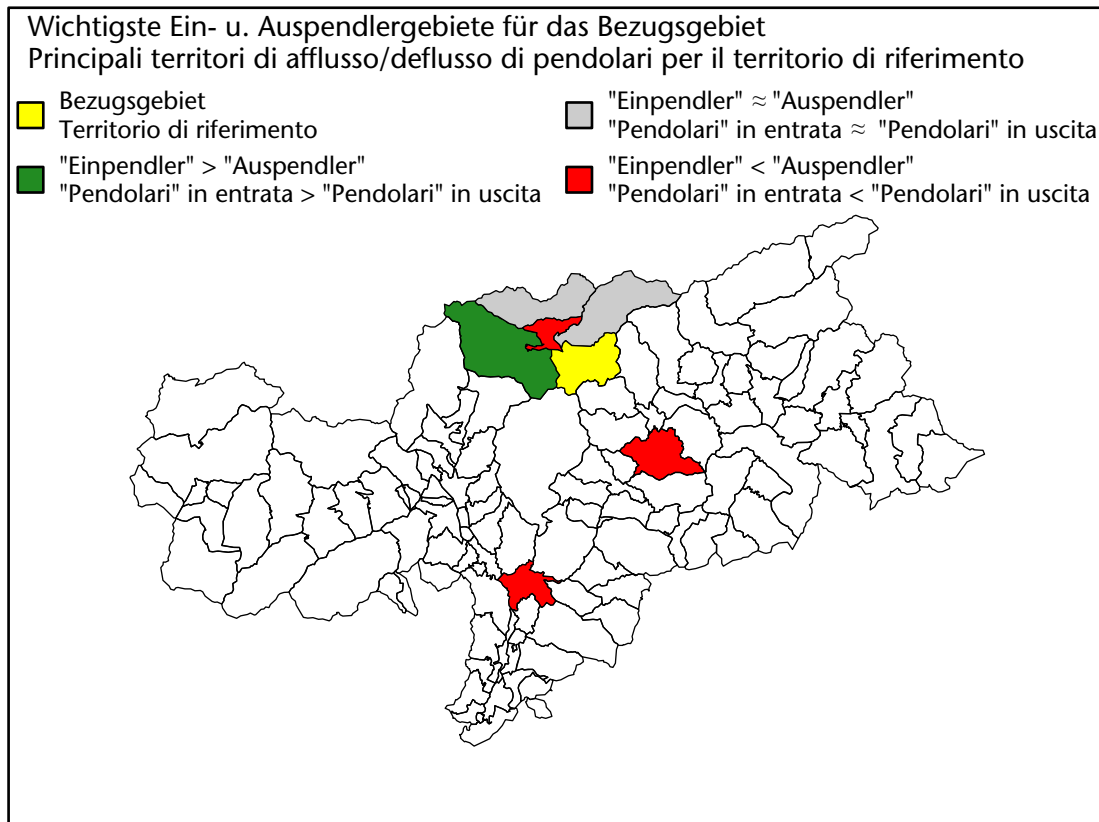 Wichtigste Ein- u. Auspendlergebiete für das Bezugsgebiet
Principali territori di afflusso/deflusso di pendolari per il territorio di riferimento
Bezugsgebiet
Territorio di riferimento
"Einpendler" > "Auspendler"
"Pendolari" in entrata > "Pendolari" in uscita
"Einpendler" ≈ "Auspendler"
"Pendolari" in entrata ≈ "Pendolari" in uscita
"Einpendler" < "Auspendler"
"Pendolari" in entrata < "Pendolari" in uscita